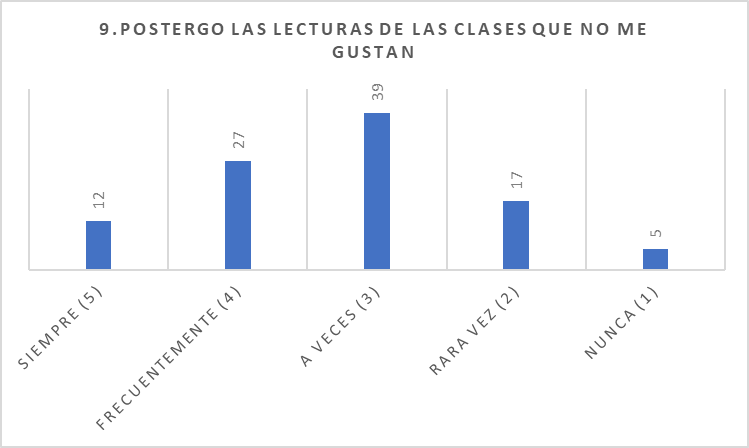 9.POSTERGO LAS LECTURAS DE LAS CLASES QUE NO ME
GUSTAN
12
27
39
17
5
SIEMPRE (5)
FRECUENTEMENTE (4)
A VECES (3)
RARA VEZ (2)
NUNCA (1)